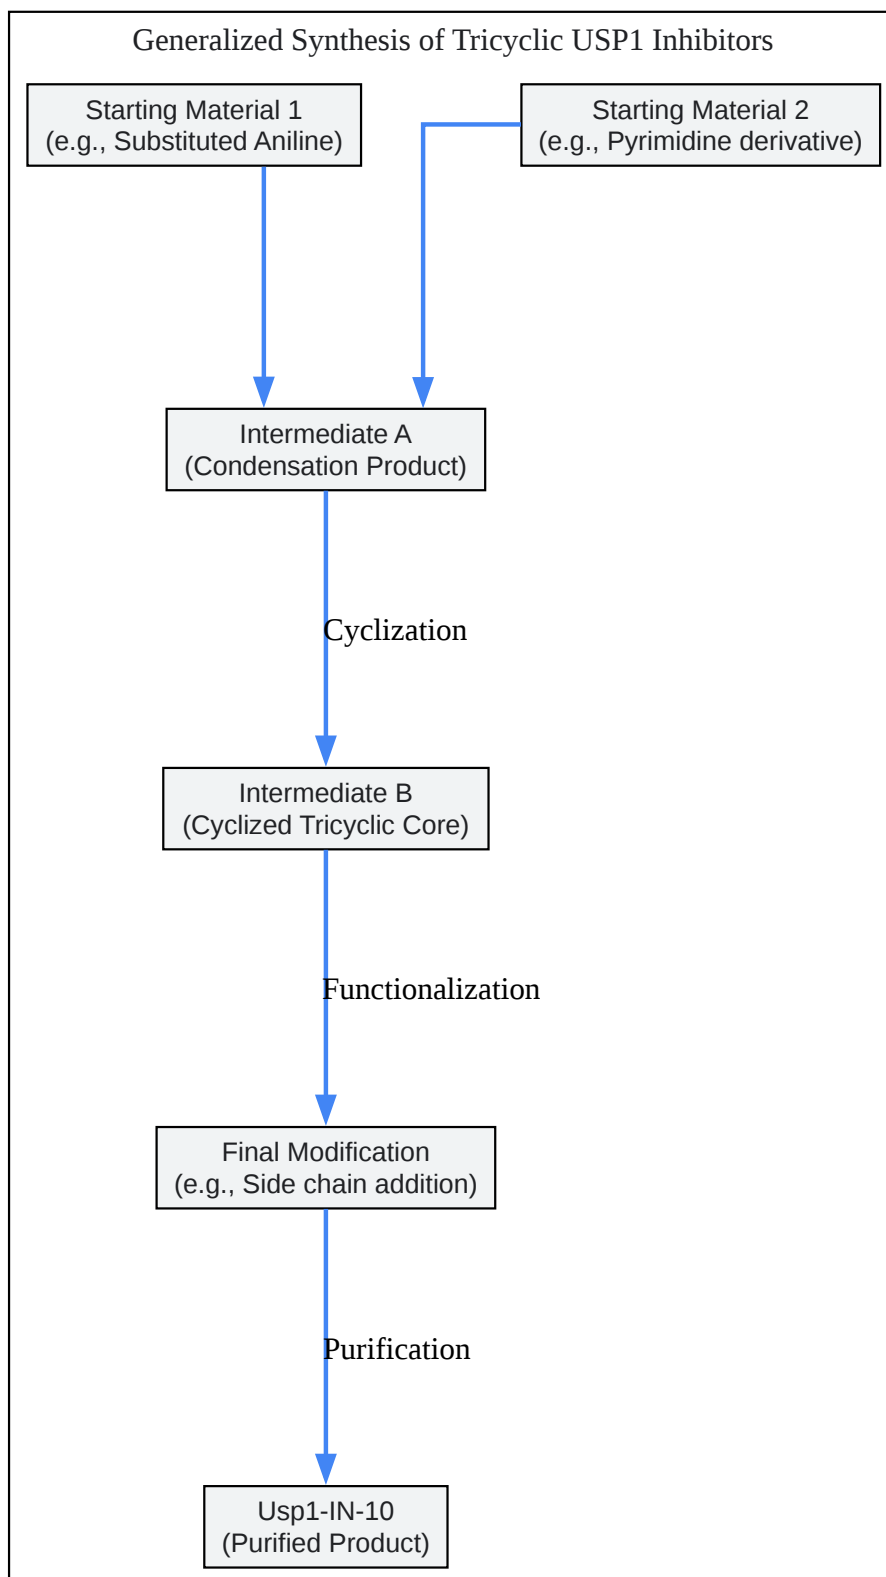 Generalized Synthesis of Tricyclic USP1 Inhibitors
Starting Material 1
(e.g., Substituted Aniline)
Starting Material 2
(e.g., Pyrimidine derivative)
Intermediate A
(Condensation Product)
Cyclization
Intermediate B
(Cyclized Tricyclic Core)
Functionalization
Final Modification
(e.g., Side chain addition)
Purification
Usp1-IN-10
(Purified Product)